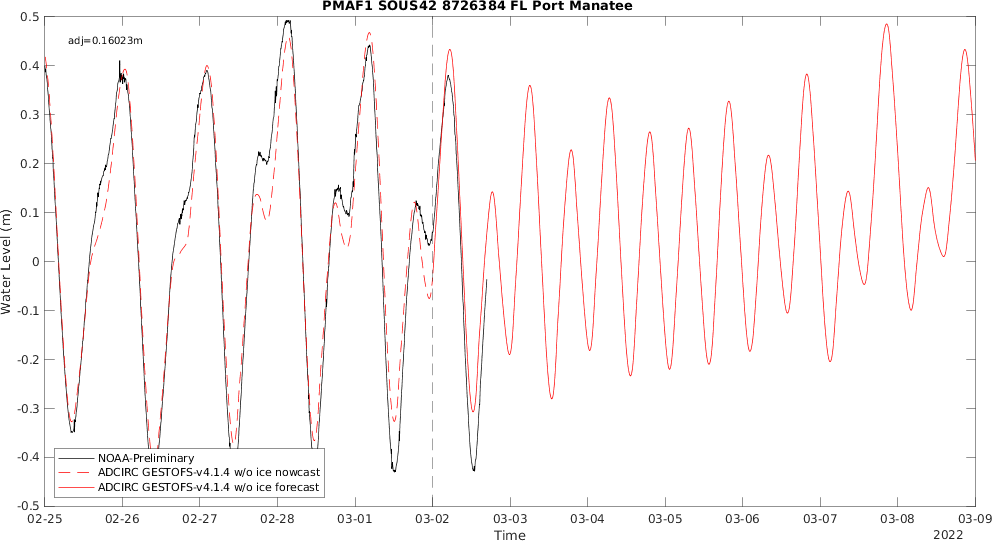 PMAF1 SOUS42 8726384 FL Port Manatee
adj=0.16023m
0.5
0.4
0.3
0.2
0.1
0
-0.1
-0.2
-0.3
-0.4
-0.5
Water Level (m)
NOAA-Preliminary
ADCIRC GESTOFS-v4.1.4 w/o ice nowcast
ADCIRC GESTOFS-v4.1.4 w/o ice forecast
02-25 02-26 02-27 02-28 03-01 03-02 03-03 03-04 03-05 03-06 03-07 03-08 03-09
Time
2022